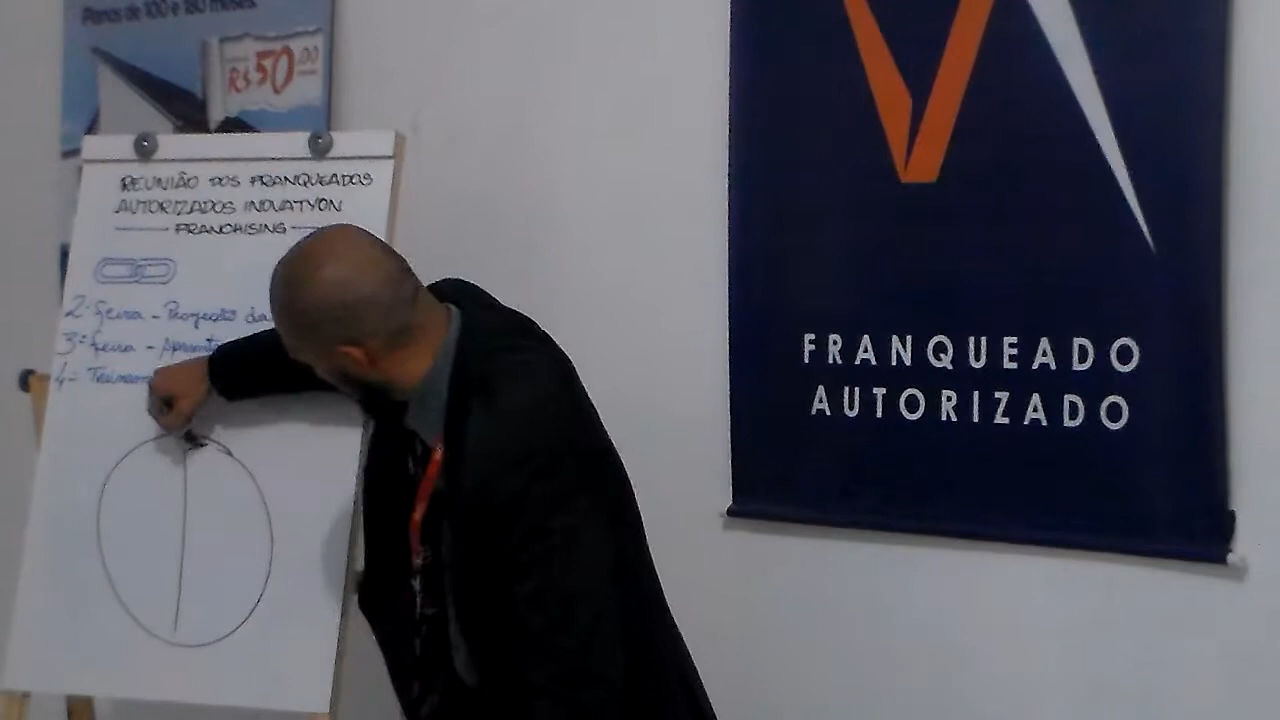 Planos de 100 e 180 meses.
R$50,00
REUNIÃO DOS FRANQUEADOS
AUTORIZADOS INOVATYON
FRANCHISING
2ª feira - Projeção da
3ª feira -
4ª
FRANQUEADO
AUTORIZADO